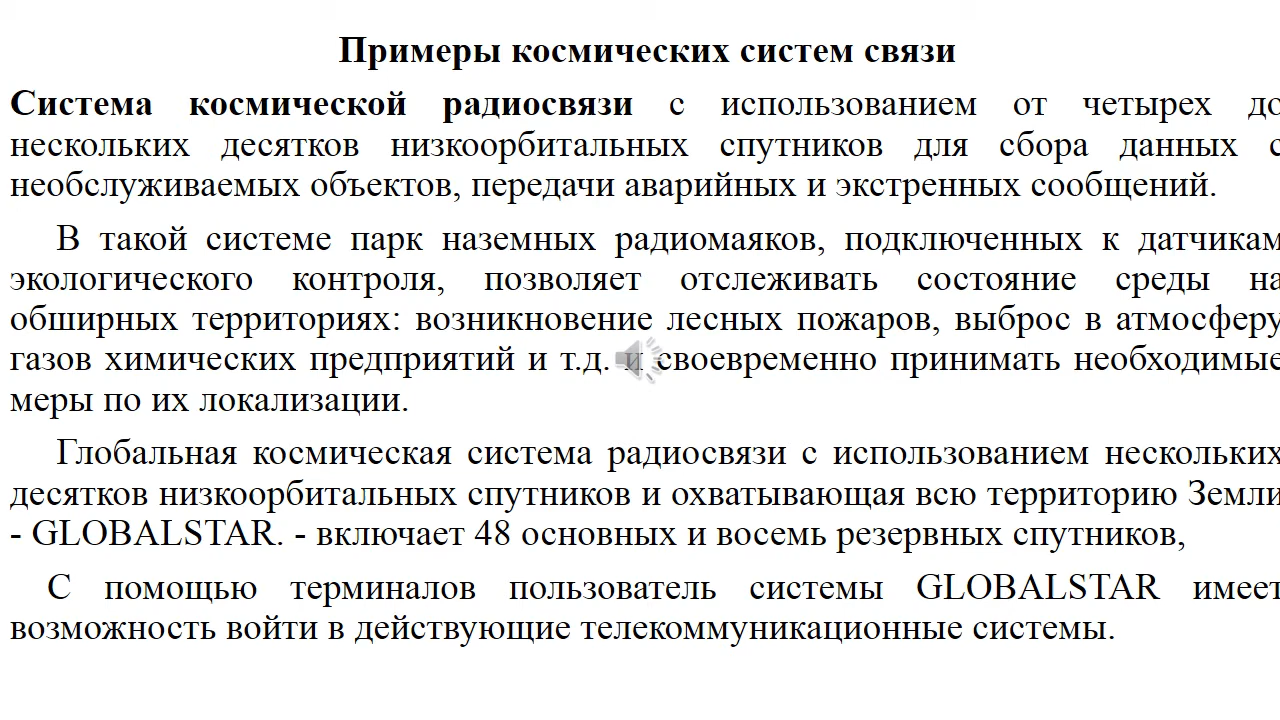 Примеры космических систем связи
Система космической радиосвязи с использованием от четырех до
нескольких десятков низкоорбитальных спутников для сбора данных с
необслуживаемых объектов, передачи аварийных и экстренных сообщений.
В такой системе парк наземных радиомаяков, подключенных к датчикам
экологического контроля, позволяет отслеживать состояние среды на
обширных территориях: возникновение лесных пожаров, выброс в атмосферу
газов химических предприятий и т.д. и своевременно принимать необходимые
меры по их локализации.
Глобальная космическая система радиосвязи с использованием нескольких
десятков низкоорбитальных спутников и охватывающая всю территорию Земли
- GLOBALSTAR. - включает 48 основных и восемь резервных спутников,
С помощью терминалов пользователь системы GLOBALSTAR имеет
возможность войти в действующие телекоммуникационные системы.